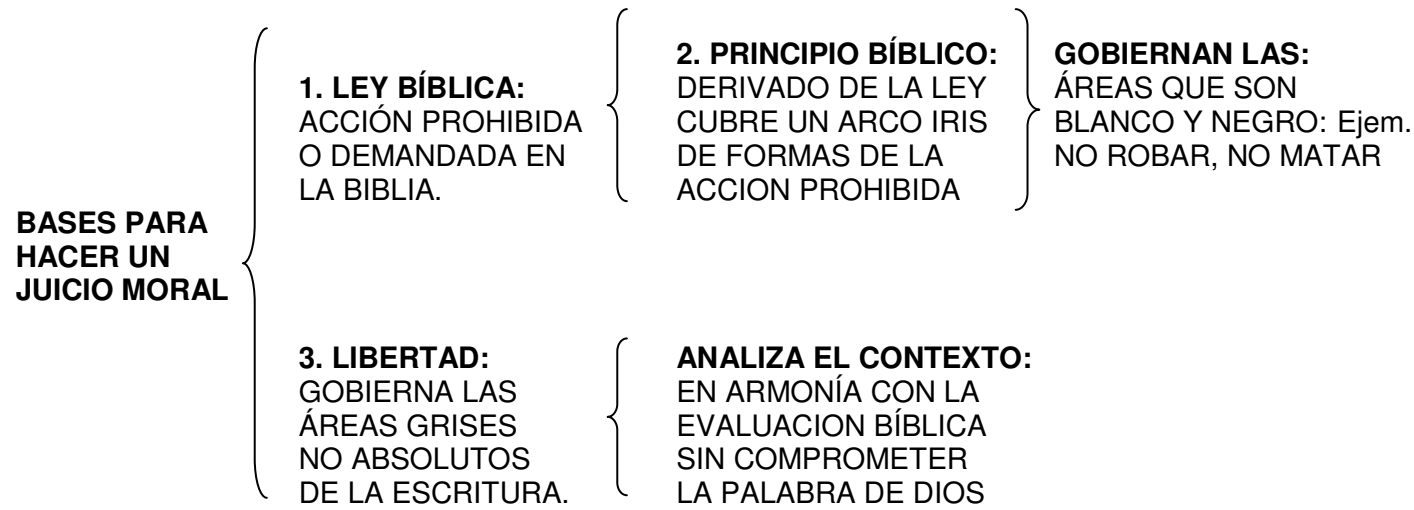 BASES PARA
HACER UN
JUICIO MORAL
1. LEY BÍBLICA:
ACCIÓN PROHIBIDA
O DEMANDADA EN
LA BIBLIA.
2. PRINCIPIO BÍBLICO:
DERIVADO DE LA LEY
CUBRE UN ARCO IRIS
DE FORMAS DE LA
ACCION PROHIBIDA
GOBIERNAN LAS:
ÁREAS QUE SON
BLANCO Y NEGRO: Ejem.
NO ROBAR, NO MATAR
3. LIBERTAD:
GOBIERNA LAS
ÁREAS GRISES
NO ABSOLUTOS
DE LA ESCRITURA.
ANALIZA EL CONTEXTO:
EN ARMONÍA CON LA
EVALUACION BÍBLICA
SIN COMPROMETER
LA PALABRA DE DIOS